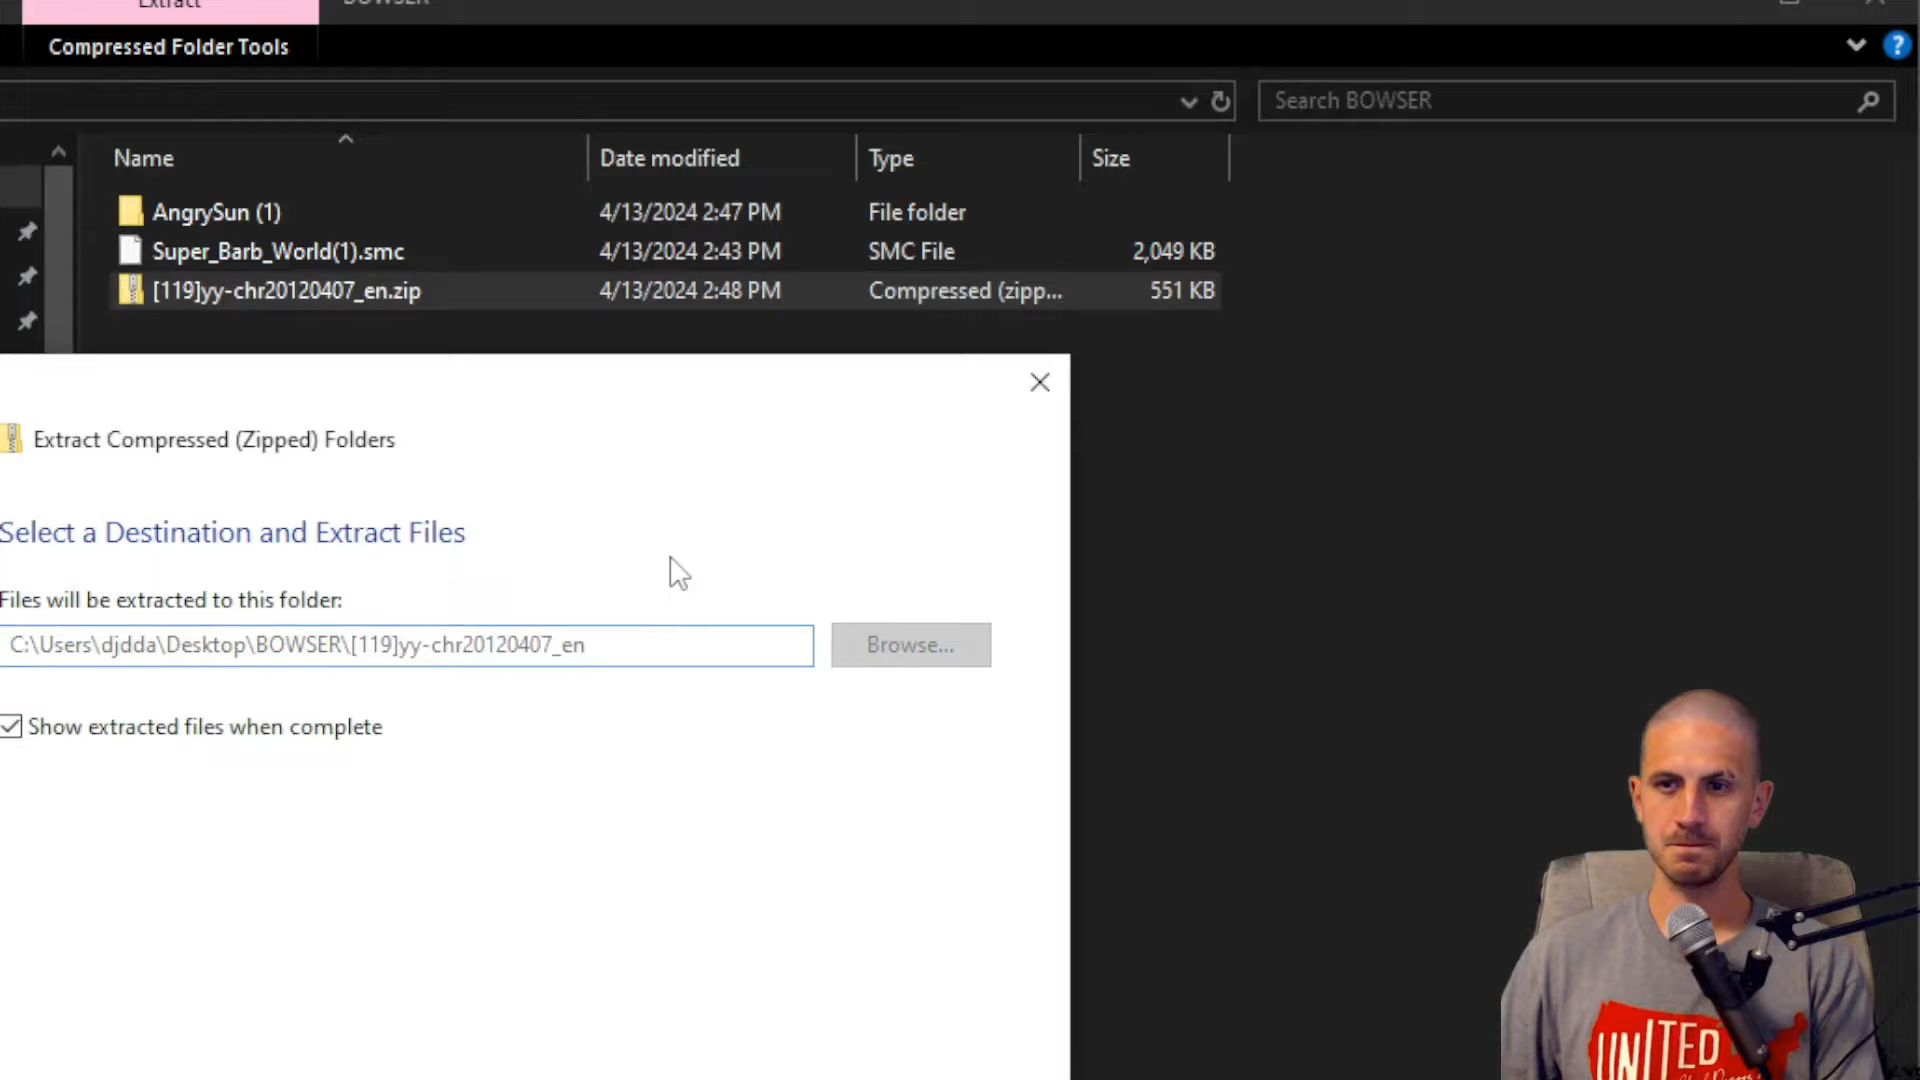 Extract
BOWSER
Compressed Folder Tools
Search BOWSER
Name Date modified Type Size
AngrySun (1) 4/13/2024 2:47 PM File folder
Super_Barb_World(1).smc 4/13/2024 2:43 PM SMC File 2,049 KB
[119]yy-chr20120407_en.zip 4/13/2024 2:48 PM Compressed (zipp... 551 KB
Extract Compressed (Zipped) Folders
Select a Destination and Extract Files
Files will be extracted to this folder:
C:\Users\djdda\Desktop\BOWSER\[119]yy-chr20120407_en
Browse...
Show extracted files when complete
UNITED